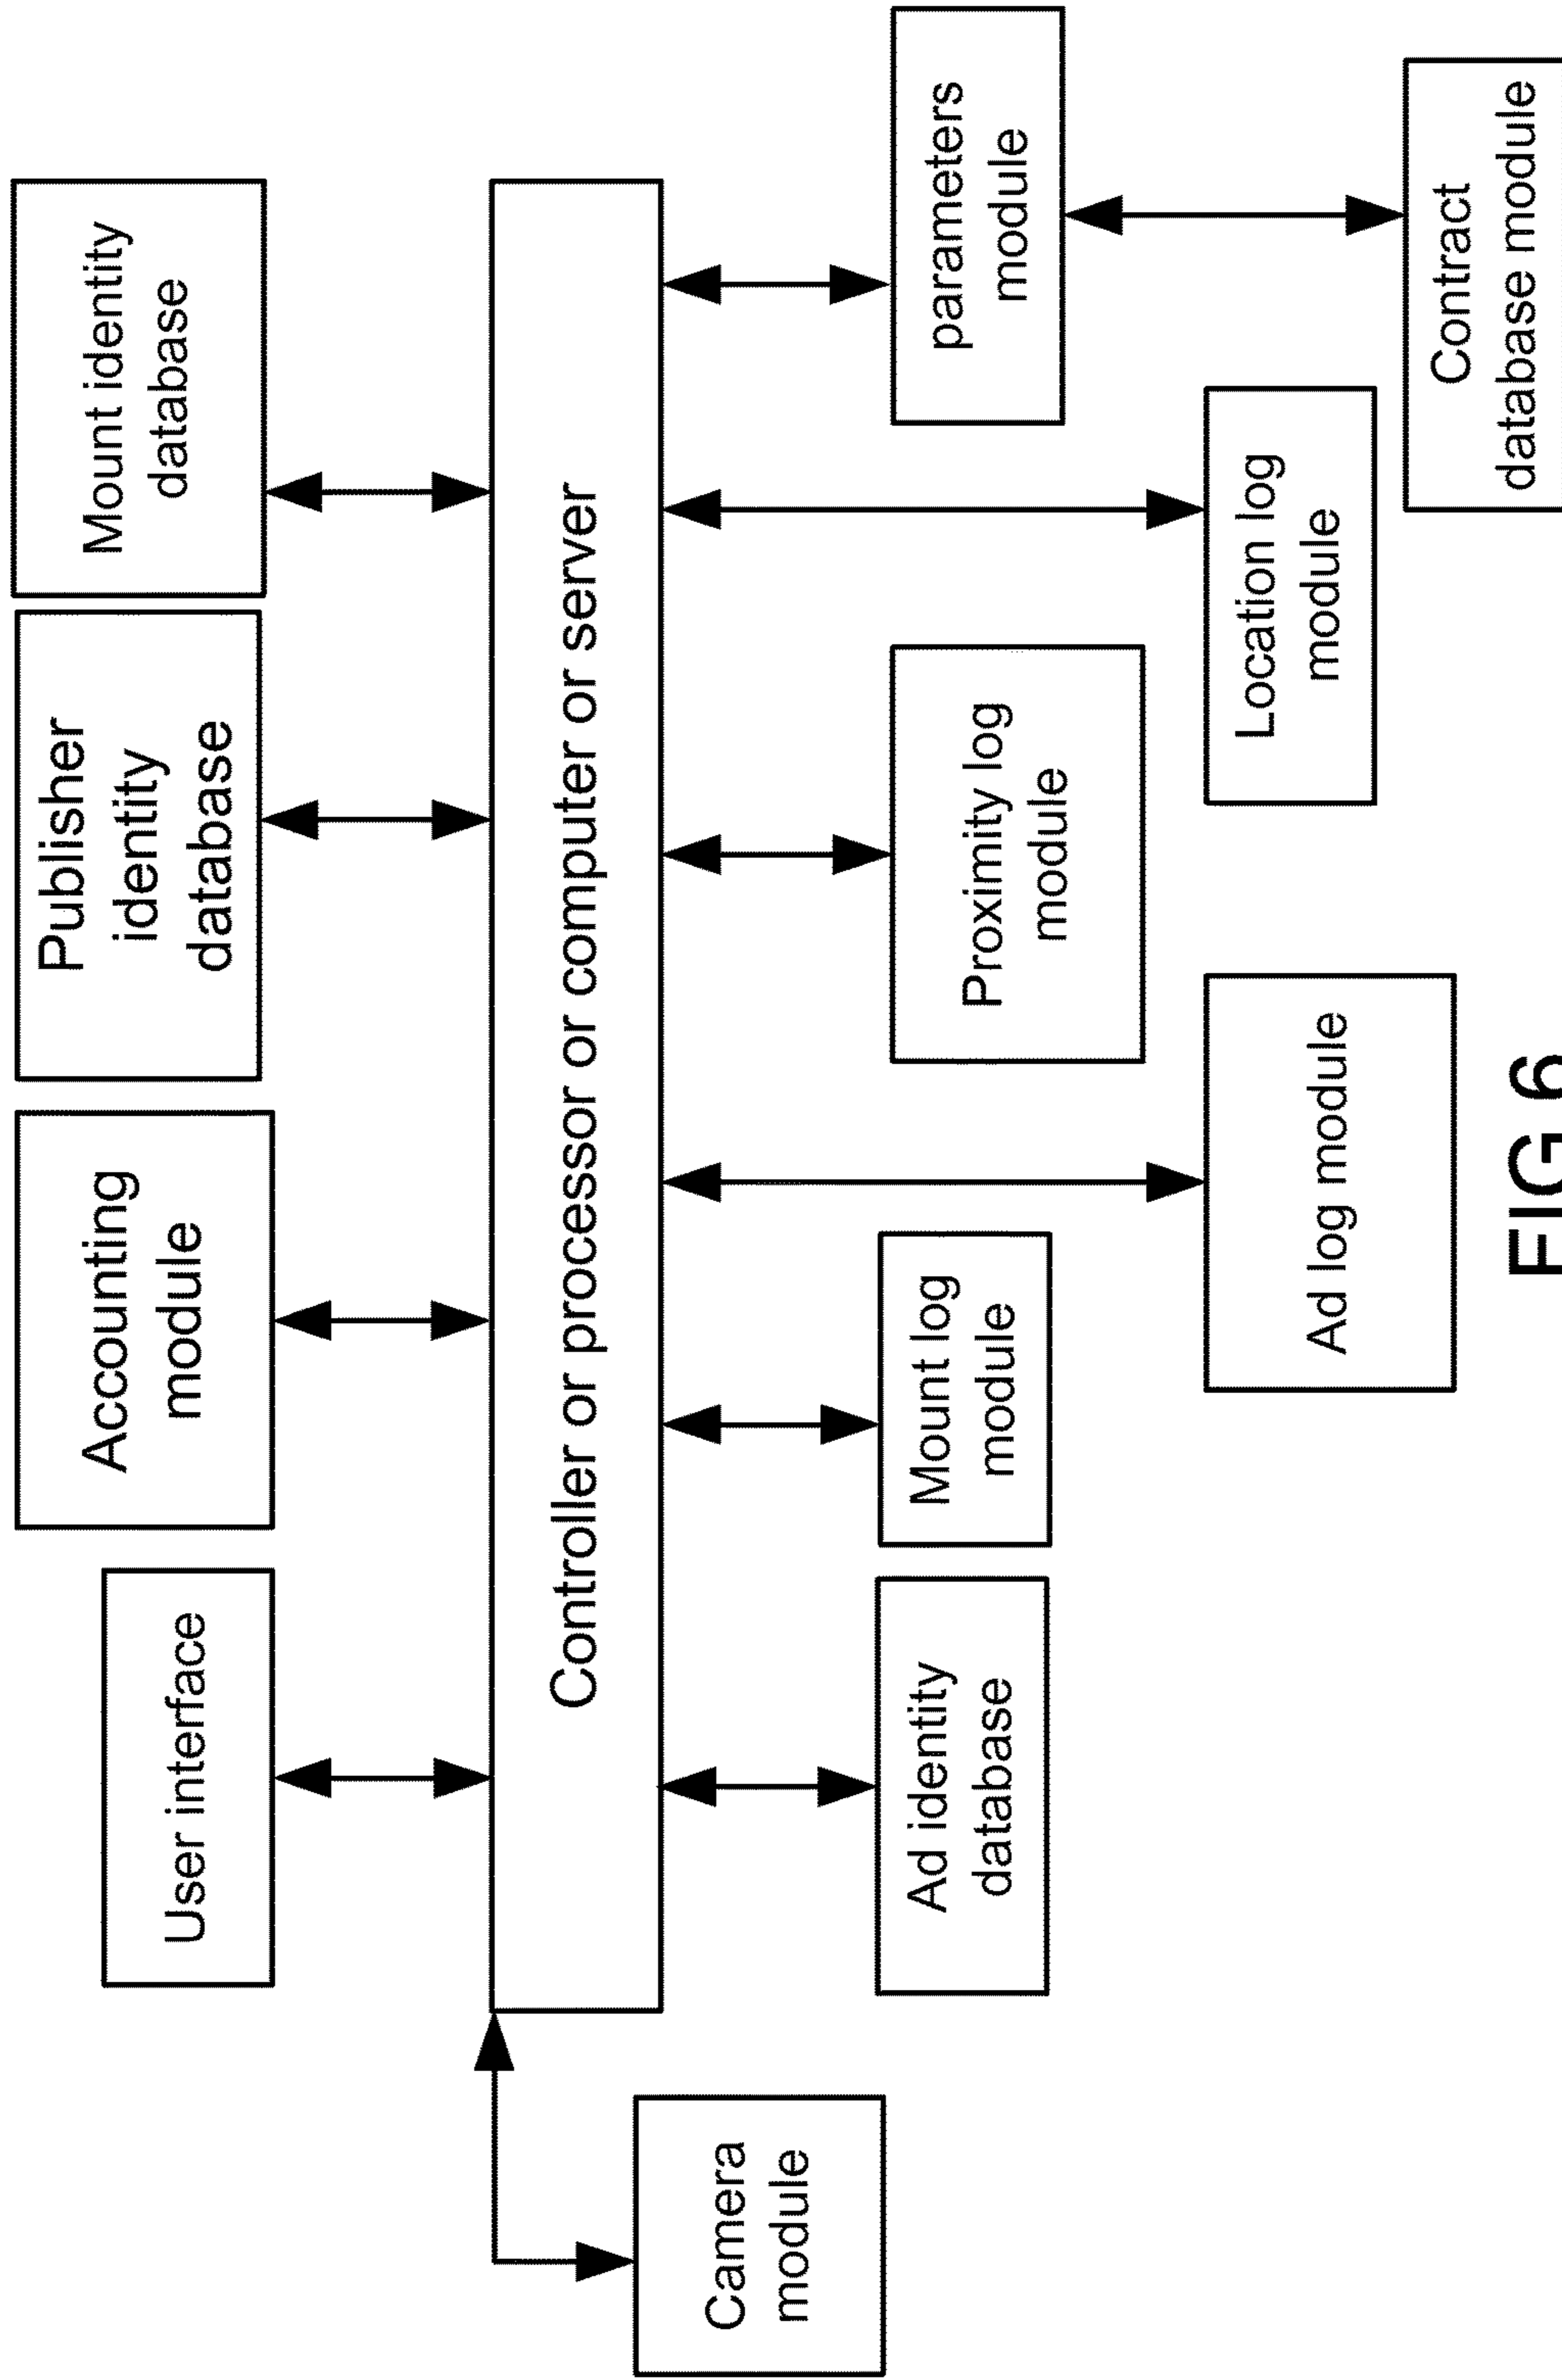 User interface
Accounting
module
Publisher
identity
database
Mount identity
database
Controller or processor or computer or server
Camera
module
Ad identity
database
Mount log
module
Proximity log
module
parameters
module
Ad log module
Location log
module
Contract
database module
FIG 6